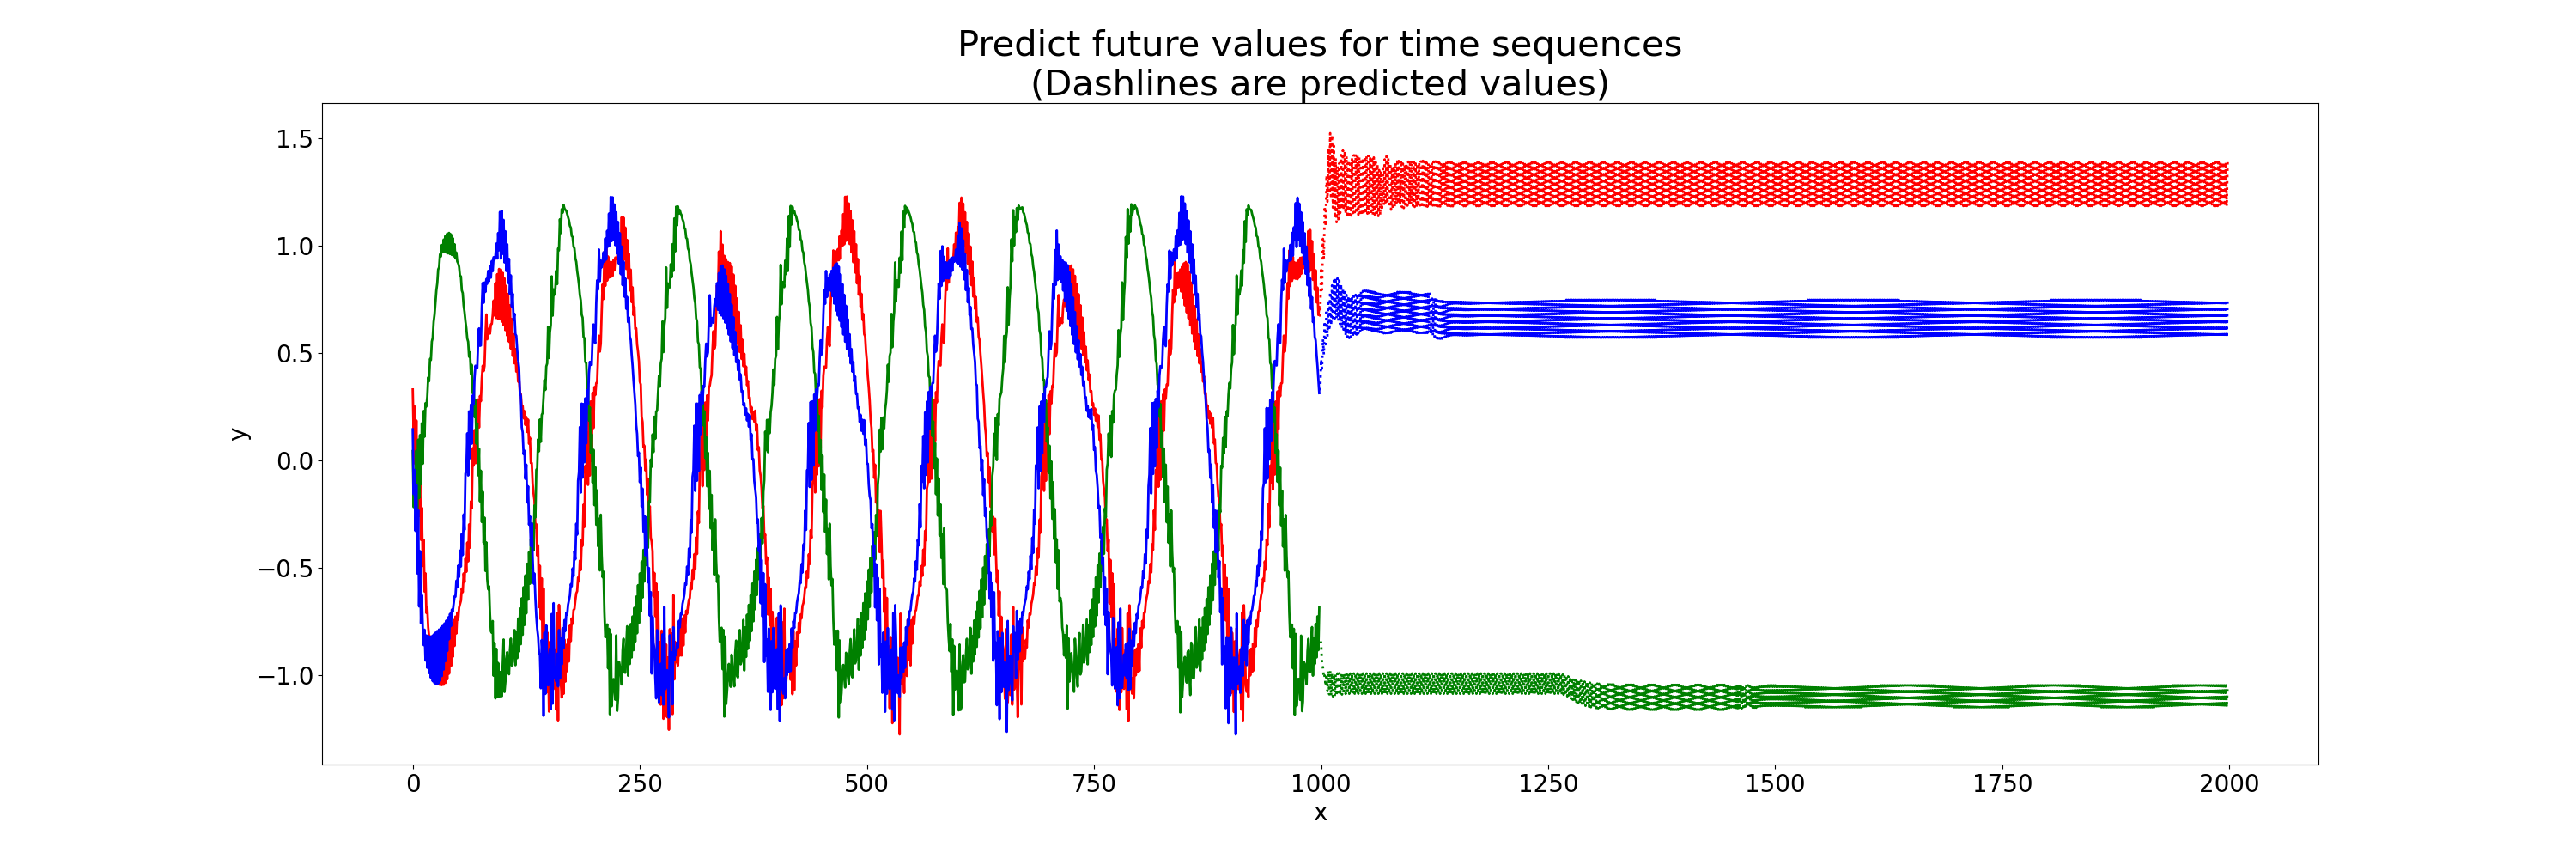 Predict future values for time sequences
(Dashlines are predicted values)
1.5
1.0
0.5
0.0
−0.5
−1.0
y
0 250 500 750 1000 1250 1500 1750 2000
x